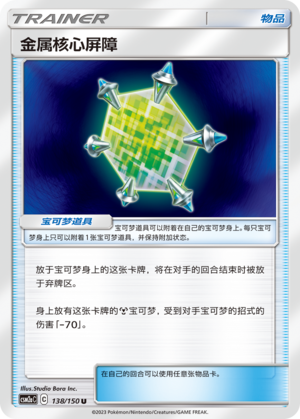 TRAINER 物品
金属核心屏障
宝可梦道具
宝可梦道具可以附着在自己的宝可梦身上。每只宝可
梦身上只可以附着1张宝可梦道具，并保持附加状态。
放于宝可梦身上的这张卡牌，将在对手的回合结束时被放
于弃牌区。
身上放有这张卡牌的宝可梦，受到对手宝可梦的招式的
伤害「-70」。
在自己的回合可以使用任意张物品卡。
Illus.Studio Bora Inc.
C 138/150 U
©2023 Pokémon/Nintendo/Creatures/GAME FREAK.